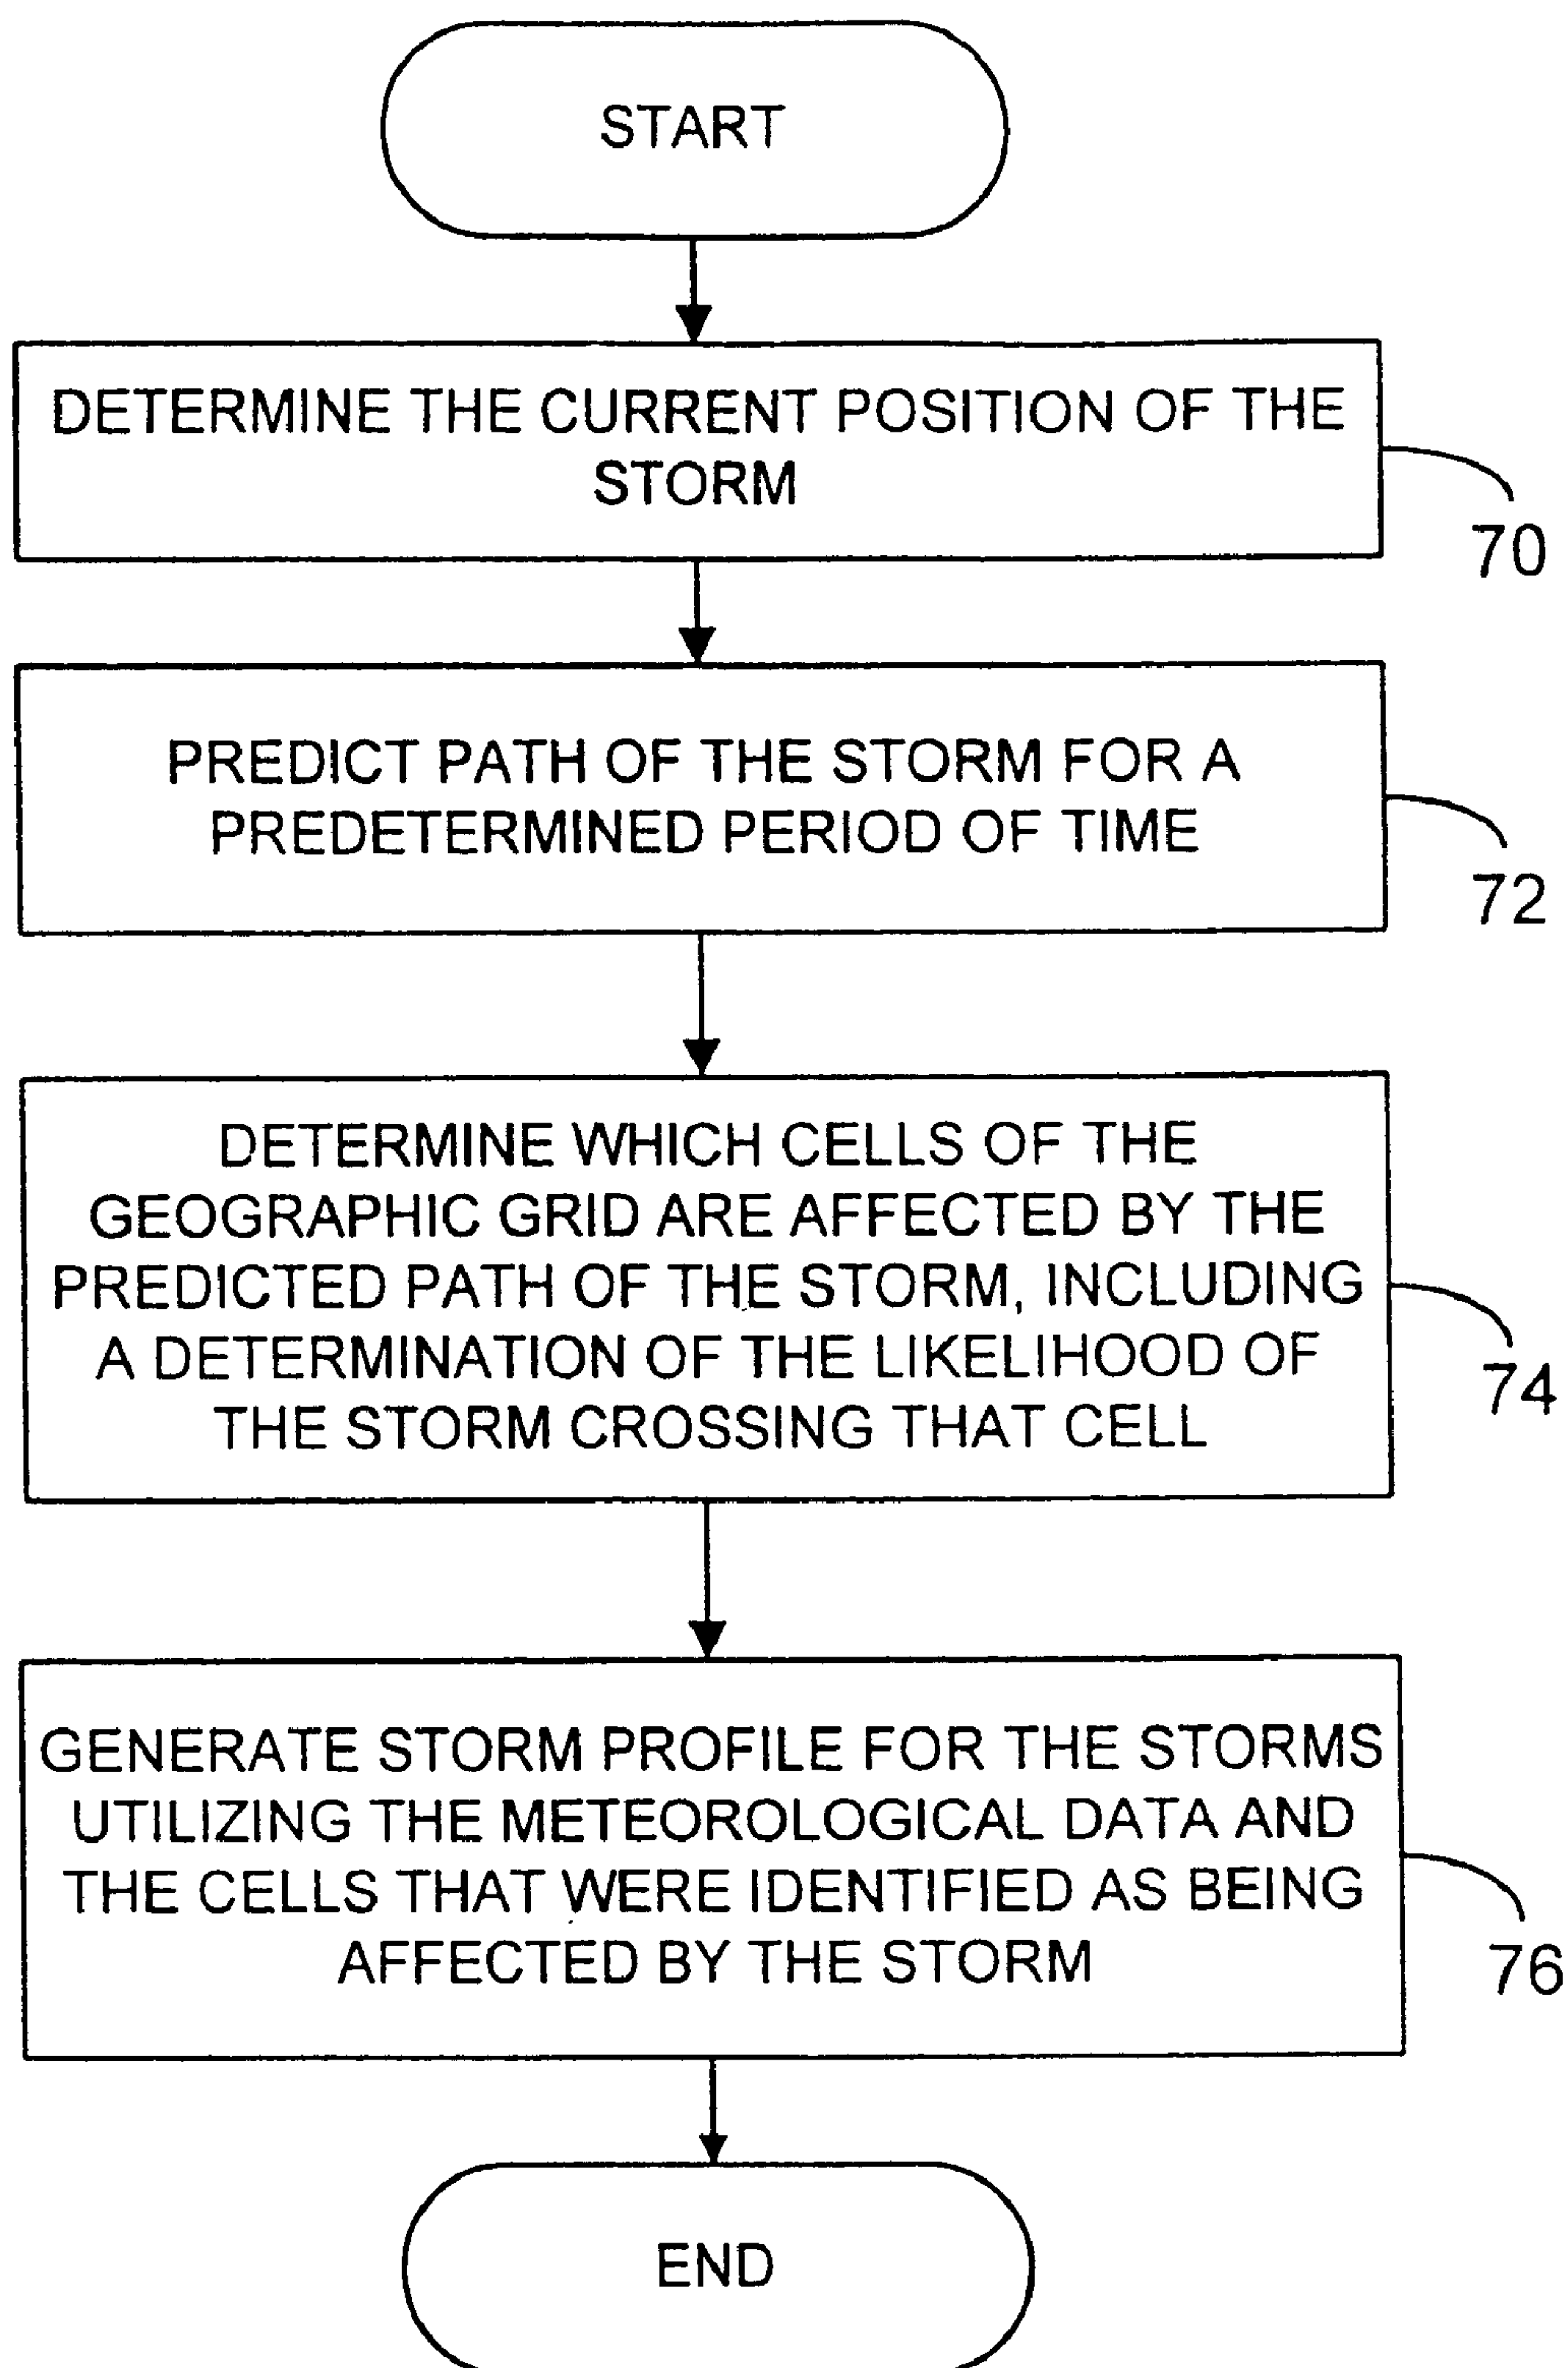 START
DETERMINE THE CURRENT POSITION OF THE
STORM
70
PREDICT PATH OF THE STORM FOR A
PREDETERMINED PERIOD OF TIME
72
DETERMINE WHICH CELLS OF THE
GEOGRAPHIC GRID ARE AFFECTED BY THE
PREDICTED PATH OF THE STORM, INCLUDING
A DETERMINATION OF THE LIKELIHOOD OF
THE STORM CROSSING THAT CELL
74
GENERATE STORM PROFILE FOR THE STORMS
UTILIZING THE METEOROLOGICAL DATA AND
THE CELLS THAT WERE IDENTIFIED AS BEING
AFFECTED BY THE STORM
76
END